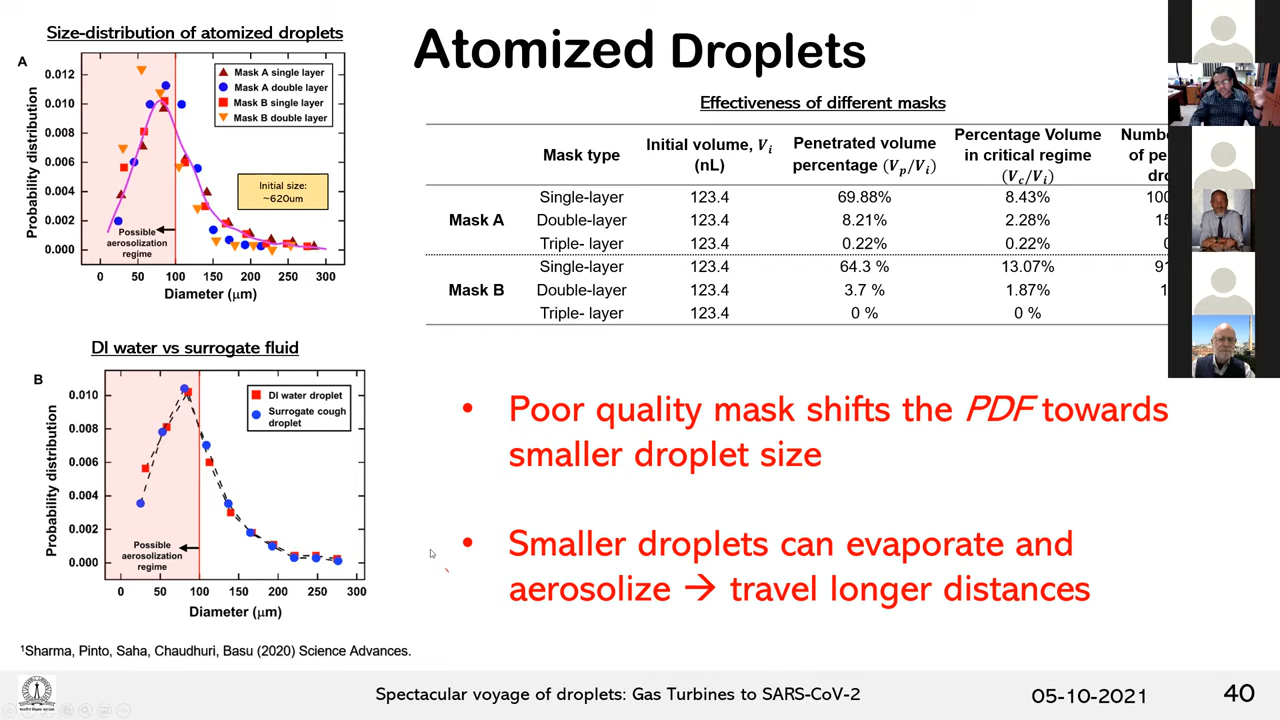 Size-distribution of atomized droplets
Atomized Droplets
A
Probability distribution
0.012
0.010
0.008
0.006
0.004
0.002
0.000
Mask A single layer
Mask A double layer
Mask B single layer
Mask B double layer
Initial size:
~620um
Possible
aerosolization
regime
0 50 100 150 200 250 300
Diameter (μm)
Effectiveness of different masks
Mask type Initial volume, Vi (nL) Penetrated volume percentage (Vp/Vi) Percentage Volume in critical regime (Vc/Vi)
Mask A
Single-layer 123.4 69.88% 8.43%
Double-layer 123.4 8.21% 2.28%
Triple- layer 123.4 0.22% 0.22%
Mask B
Single-layer 123.4 64.3 % 13.07%
Double-layer 123.4 3.7 % 1.87%
Triple- layer 123.4 0 % 0 %
DI water vs surrogate fluid
B
Probability distribution
0.010
0.008
0.006
0.004
0.002
0.000
DI water droplet
Surrogate cough
droplet
Possible
aerosolization
regime
0 50 100 150 200 250 300
Diameter (μm)
• Poor quality mask shifts the PDF towards
smaller droplet size
• Smaller droplets can evaporate and
aerosolize → travel longer distances
¹Sharma, Pinto, Saha, Chaudhuri, Basu (2020) Science Advances.
Spectacular voyage of droplets: Gas Turbines to SARS-CoV-2
05-10-2021
40